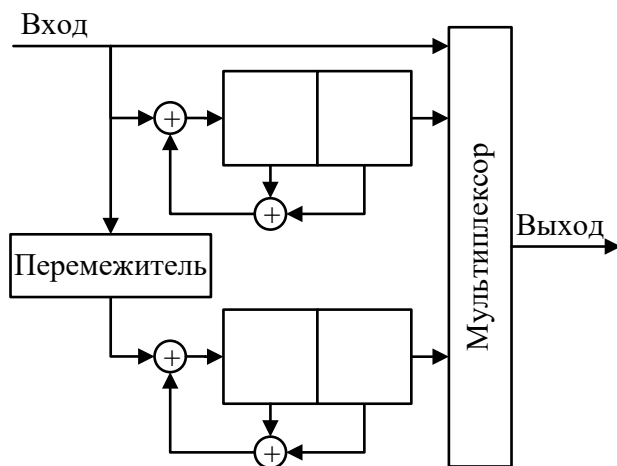 Вход
+
+
Перемежитель
Мультиплексор
Выход
+
+